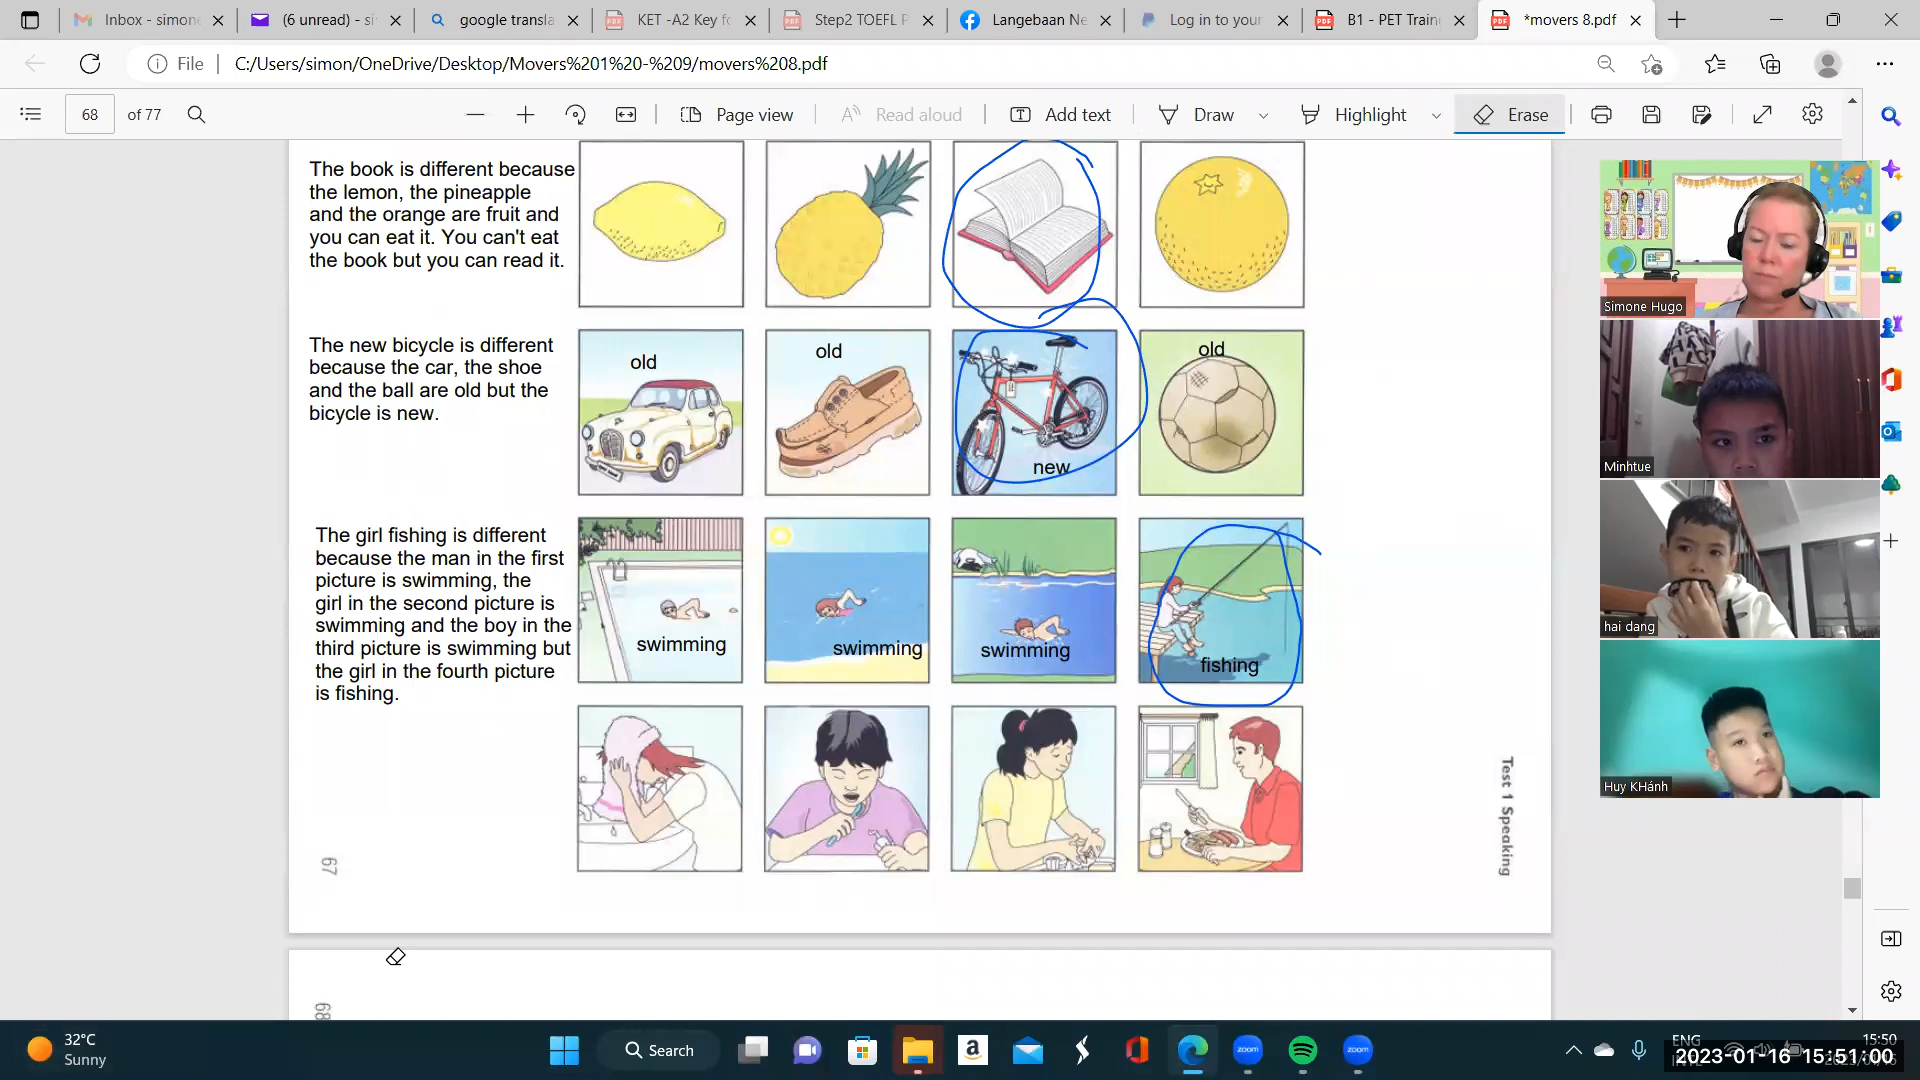 Inbox - simone
(6 unread) - si
google transla
KET -A2 Key fo
Step2 TOEFL P
Langebaan Ne
Log in to your
B1 - PET Train
*movers 8.pdf
File
C:/Users/simon/OneDrive/Desktop/Movers%201%20-%209/movers%208.pdf
68 of 77
Page view
Read aloud
Add text
Draw
Highlight
Erase
The book is different because
the lemon, the pineapple
and the orange are fruit and
you can eat it. You can't eat
the book but you can read it.
The new bicycle is different
because the car, the shoe
and the ball are old but the
bicycle is new.
old
old
new
old
The girl fishing is different
because the man in the first
picture is swimming, the
girl in the second picture is
swimming and the boy in the
third picture is swimming but
the girl in the fourth picture
is fishing.
swimming
swimming
swimming
fishing
67
Test 1 Speaking
68
Simone Hugo
Minhtue
hai dang
Huy KHánh
32°C
Sunny
Search
zoom
zoom
ENG
15:50
2023-01-16 15:51:00